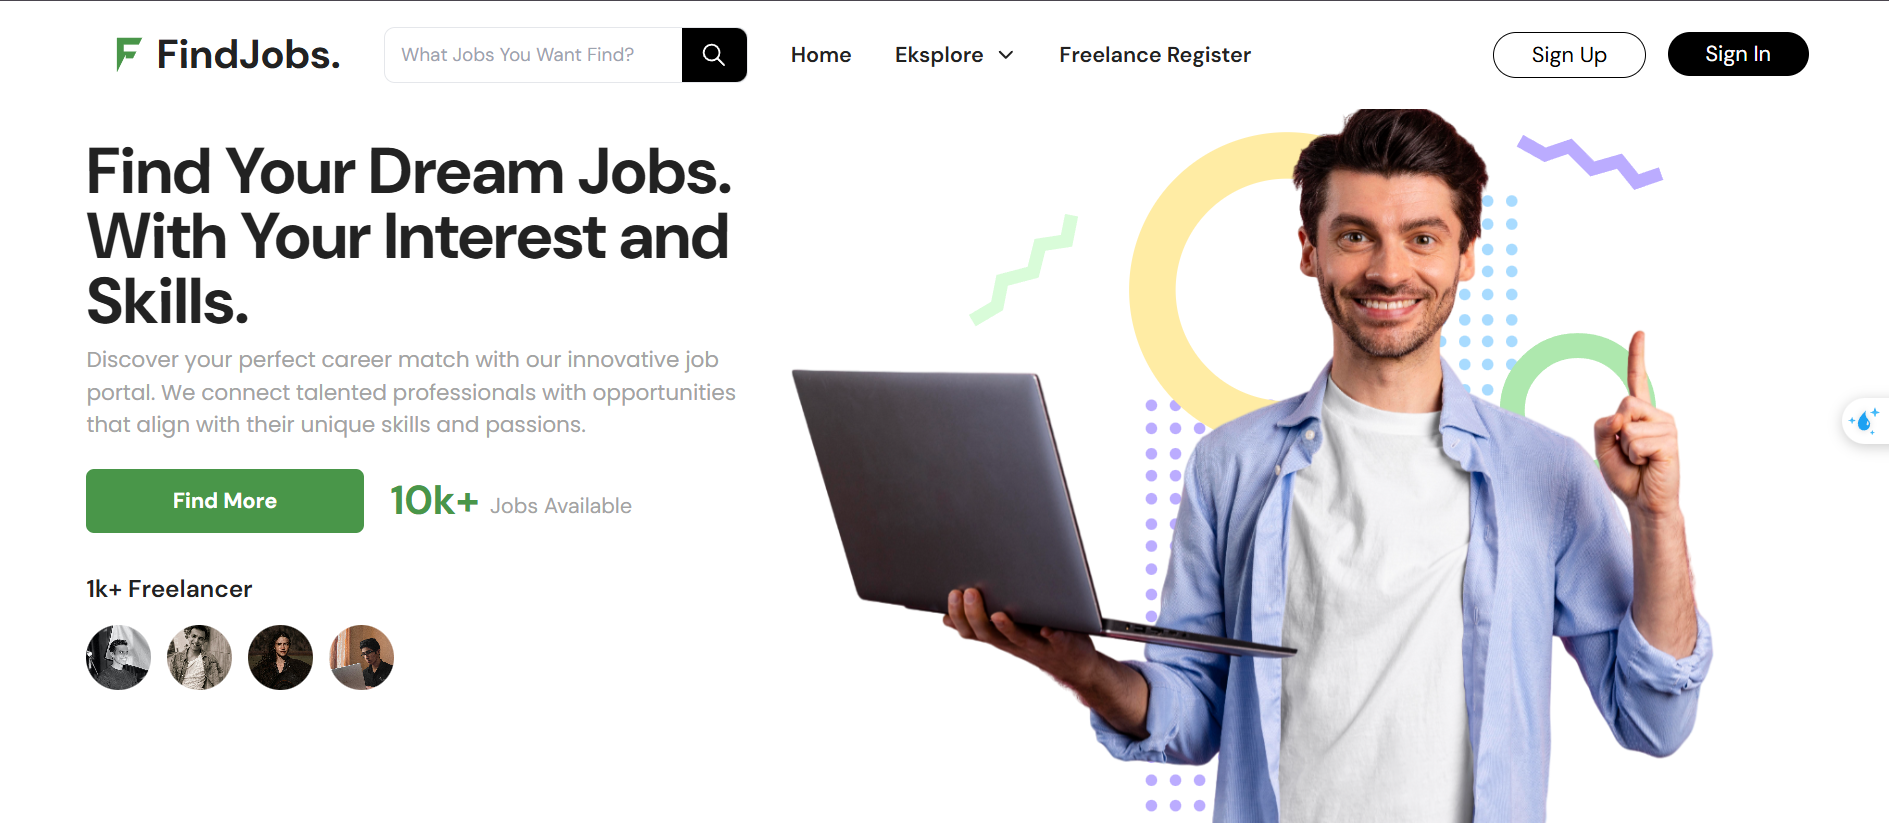 FindJobs.
What Jobs You Want Find?
Home
Eksplore
Freelance Register
Sign Up
Sign In
Find Your Dream Jobs.
With Your Interest and
Skills.
Discover your perfect career match with our innovative job
portal. We connect talented professionals with opportunities
that align with their unique skills and passions.
Find More
10k+ Jobs Available
1k+ Freelancer